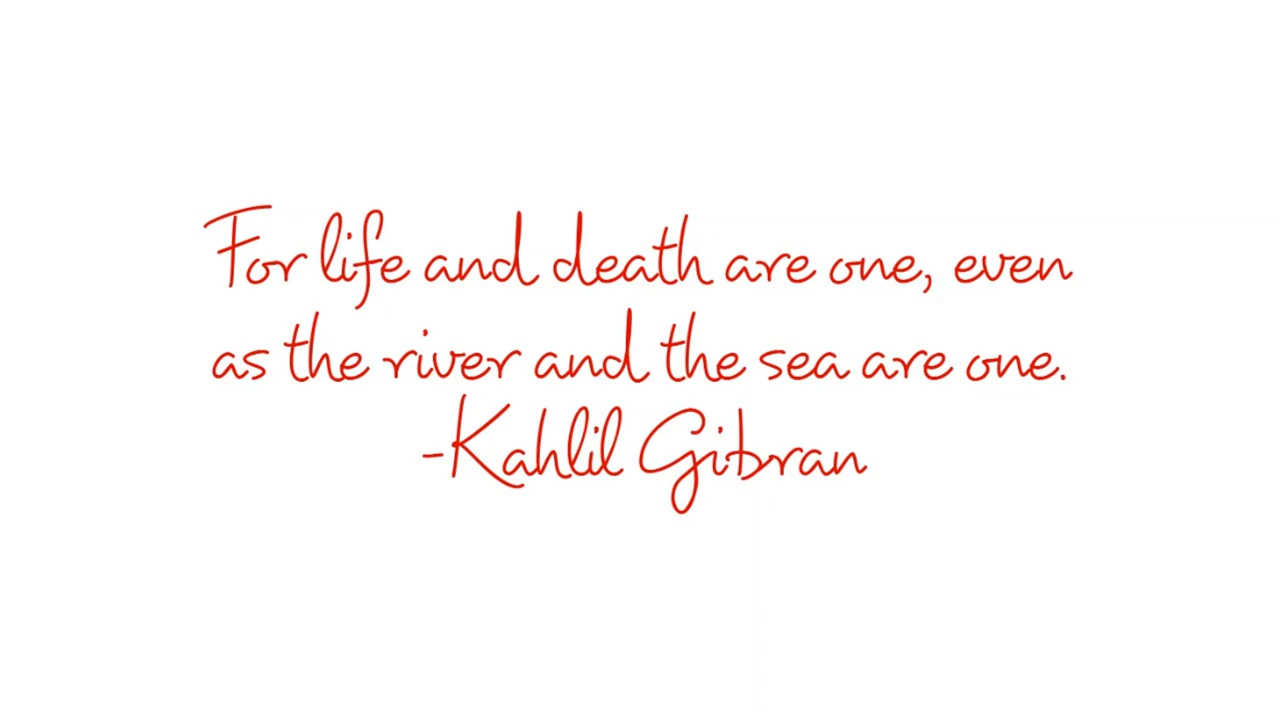 For life and death are one, even
as the river and the sea are one.
-Kahlil Gibran